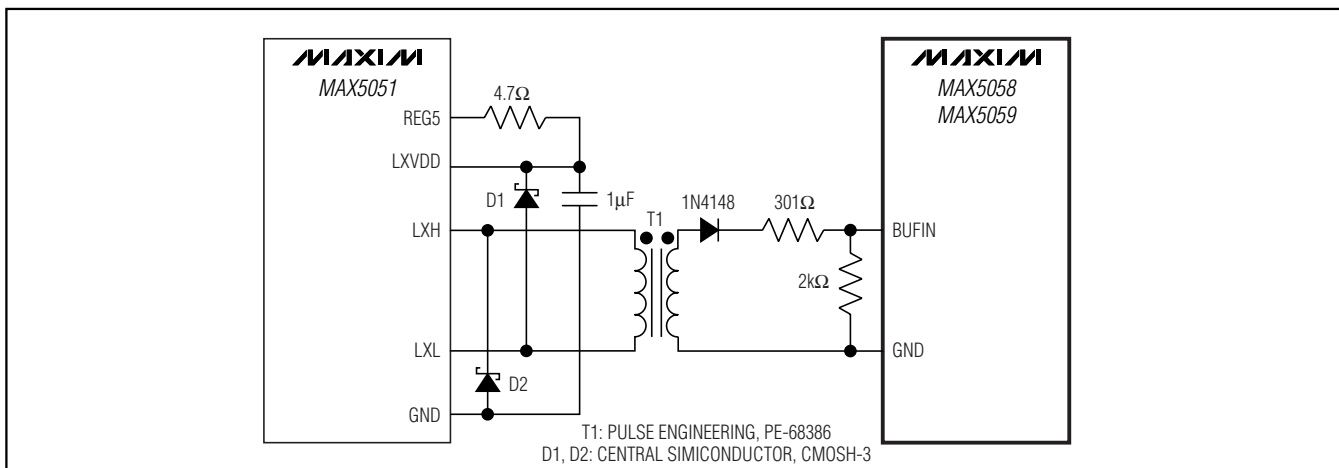 MAXIM
MAX5051
REG5
LXVDD
LXH
LXL
GND
4.7Ω
D1
1µF
D2
T1
1N4148
301Ω
2kΩ
MAXIM
MAX5058
MAX5059
BUFIN
GND
T1: PULSE ENGINEERING, PE-68386
D1, D2: CENTRAL SIMICONDUCTOR, CMOSH-3